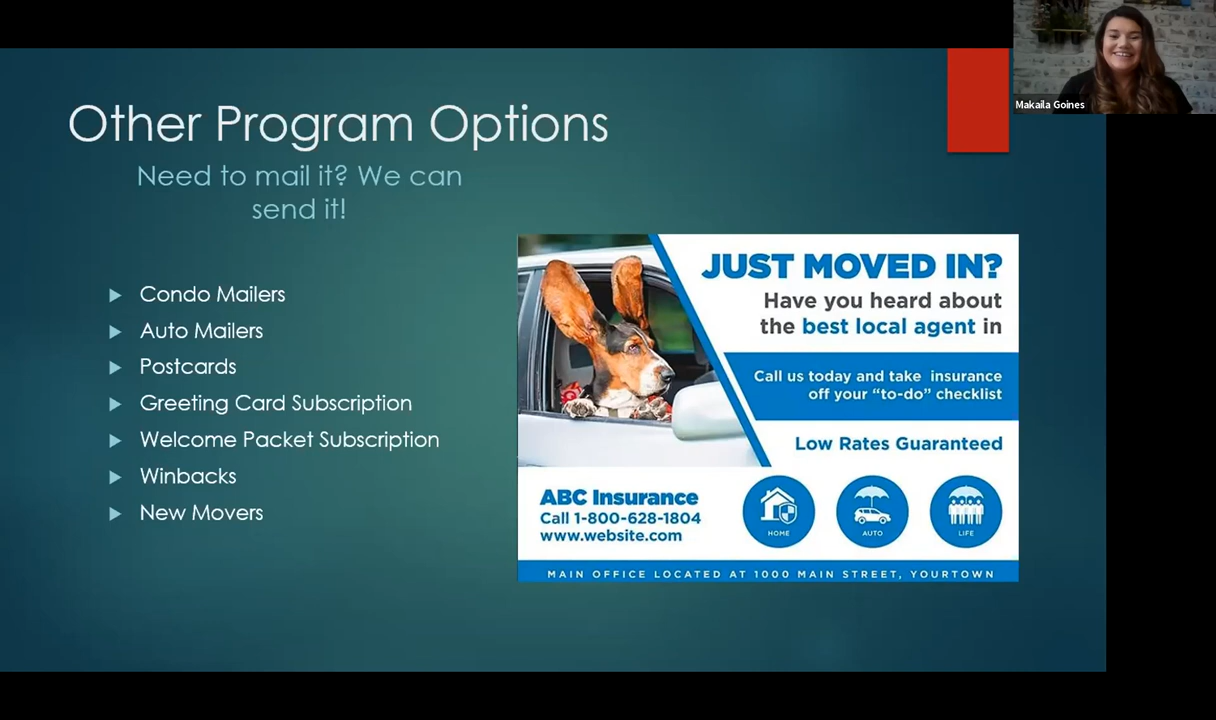 Makaila Goines
Other Program Options
Need to mail it? We can
send it!
Condo Mailers
Auto Mailers
Postcards
Greeting Card Subscription
Welcome Packet Subscription
Winbacks
New Movers
JUST MOVED IN?
Have you heard about
the best local agent in
Call us today and take insurance
off your “to-do” checklist
Low Rates Guaranteed
ABC Insurance
Call 1-800-628-1804
www.website.com
HOME
AUTO
LIFE
MAIN OFFICE LOCATED AT 1000 MAIN STREET, YOURTOWN